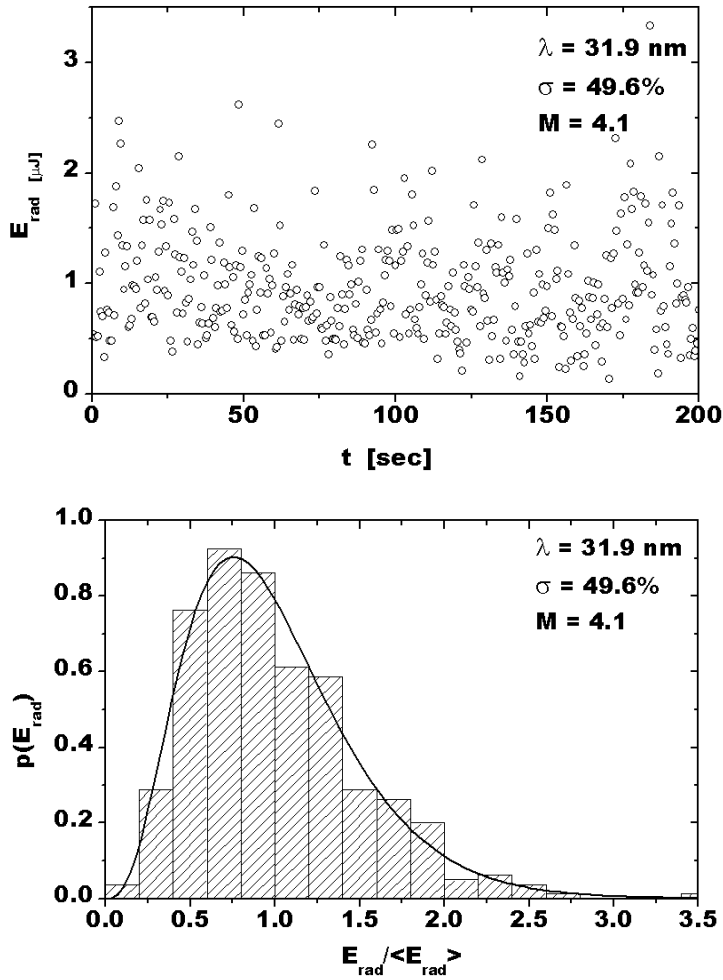 λ = 31.9 nm
σ = 49.6%
M = 4.1
E_rad [μJ]
3
2
1
0
0 50 100 150 200
t [sec]
λ = 31.9 nm
σ = 49.6%
M = 4.1
p(E_rad)
1.0
0.8
0.6
0.4
0.2
0.0
0.0 0.5 1.0 1.5 2.0 2.5 3.0 3.5
E_rad/<E_rad>